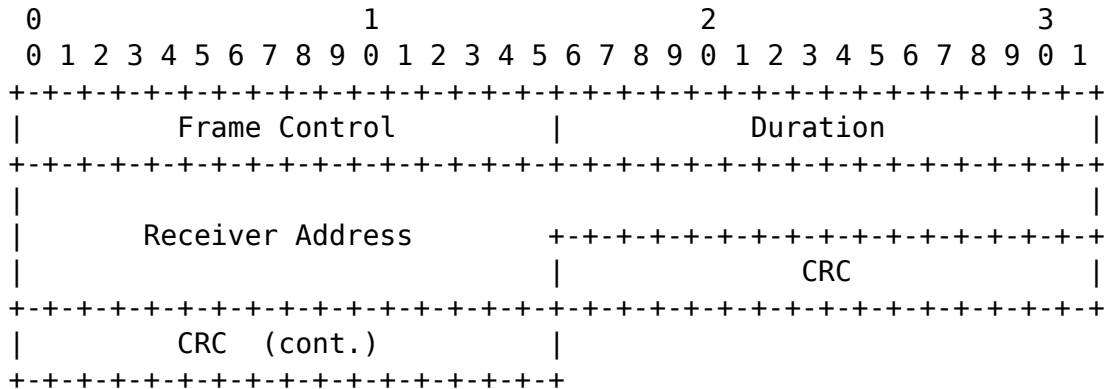 0                   1                   2                   3
0 1 2 3 4 5 6 7 8 9 0 1 2 3 4 5 6 7 8 9 0 1 2 3 4 5 6 7 8 9 0 1
+-+-+-+-+-+-+-+-+-+-+-+-+-+-+-+-+-+-+-+-+-+-+-+-+-+-+-+-+-+-+-+-+
|         Frame Control         |           Duration            |
+-+-+-+-+-+-+-+-+-+-+-+-+-+-+-+-+-+-+-+-+-+-+-+-+-+-+-+-+-+-+-+-+
|                                                               |
|       Receiver Address        +-+-+-+-+-+-+-+-+-+-+-+-+-+-+-+-+
|                               |              CRC              |
+-+-+-+-+-+-+-+-+-+-+-+-+-+-+-+-+-+-+-+-+-+-+-+-+-+-+-+-+-+-+-+-+
|         CRC  (cont.)          |
+-+-+-+-+-+-+-+-+-+-+-+-+-+-+-+-+